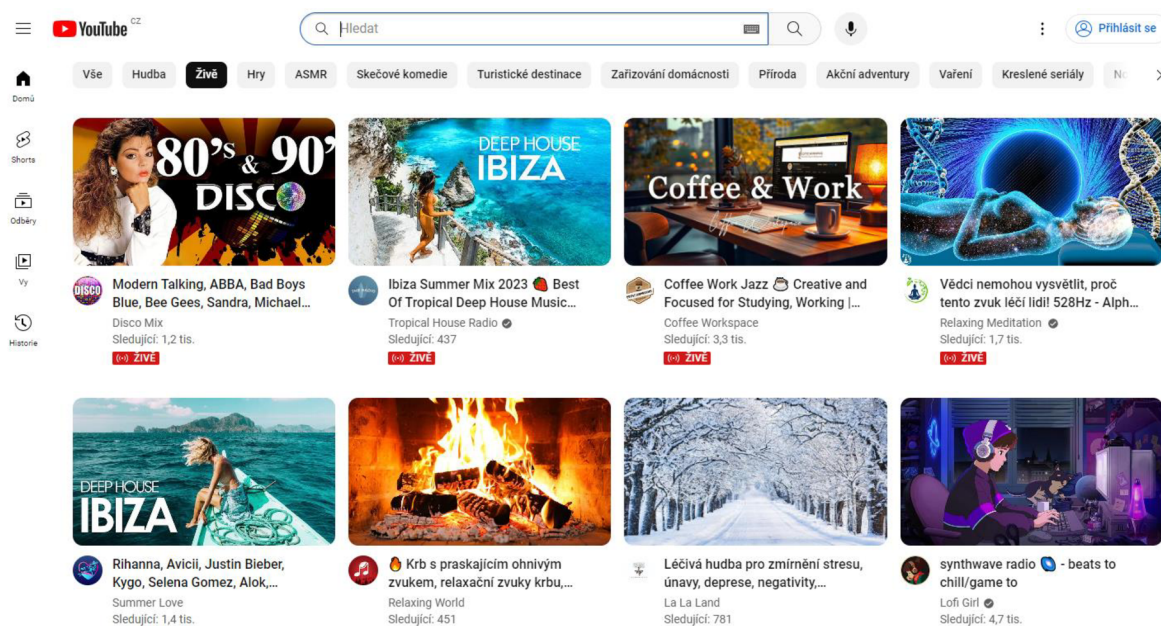 YouTube CZ
Hledat
Přihlásit se
Vše
Hudba
Živě
Hry
ASMR
Skečové komedie
Turistické destinace
Zařizování domácnosti
Příroda
Akční adventury
Vaření
Kreslené seriály
Domů
Shorts
Odběry
Vy
Historie
80's & 90'
DISCO
DEEP HOUSE
IBIZA
Coffee & Work
DISCO
Modern Talking, ABBA, Bad Boys
Blue, Bee Gees, Sandra, Michael...
Disco Mix
Sledující: 1,2 tis.
ŽIVĚ
Ibiza Summer Mix 2023 🍓 Best
Of Tropical Deep House Music...
Tropical House Radio
Sledující: 437
ŽIVĚ
Coffee Work Jazz ☕ Creative and
Focused for Studying, Working |...
Coffee Workspace
Sledující: 3,3 tis.
ŽIVĚ
Vědci nemohou vysvětlit, proč
tento zvuk léčí lidi! 528Hz - Alph...
Relaxing Meditation
Sledující: 1,7 tis.
ŽIVĚ
DEEP HOUSE
IBIZA
Rihanna, Avicii, Justin Bieber,
Kygo, Selena Gomez, Alok,...
Summer Love
Sledující: 1,4 tis.
🔥 Krb s praskajícím ohnivým
zvukem, relaxační zvuky krbu,...
Relaxing World
Sledující: 451
Léčivá hudba pro zmírnění stresu,
únavy, deprese, negativity,...
La La Land
Sledující: 781
synthwave radio 🌌 - beats to
chill/game to
Lofi Girl
Sledující: 4,7 tis.